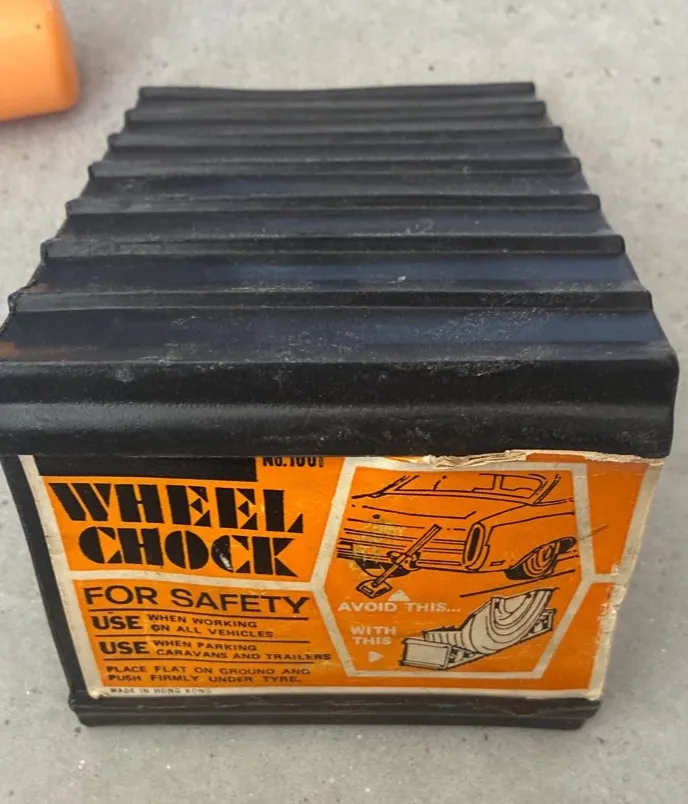 No.1001
WHEEL
CHOCK
FOR SAFETY
USE WHEN WORKING
ON ALL VEHICLES
USE WHEN PARKING
CARAVANS AND TRAILERS
PLACE FLAT ON GROUND AND
PUSH FIRMLY UNDER TYRE.
MADE IN HONG KONG
AVOID THIS...
WITH
THIS